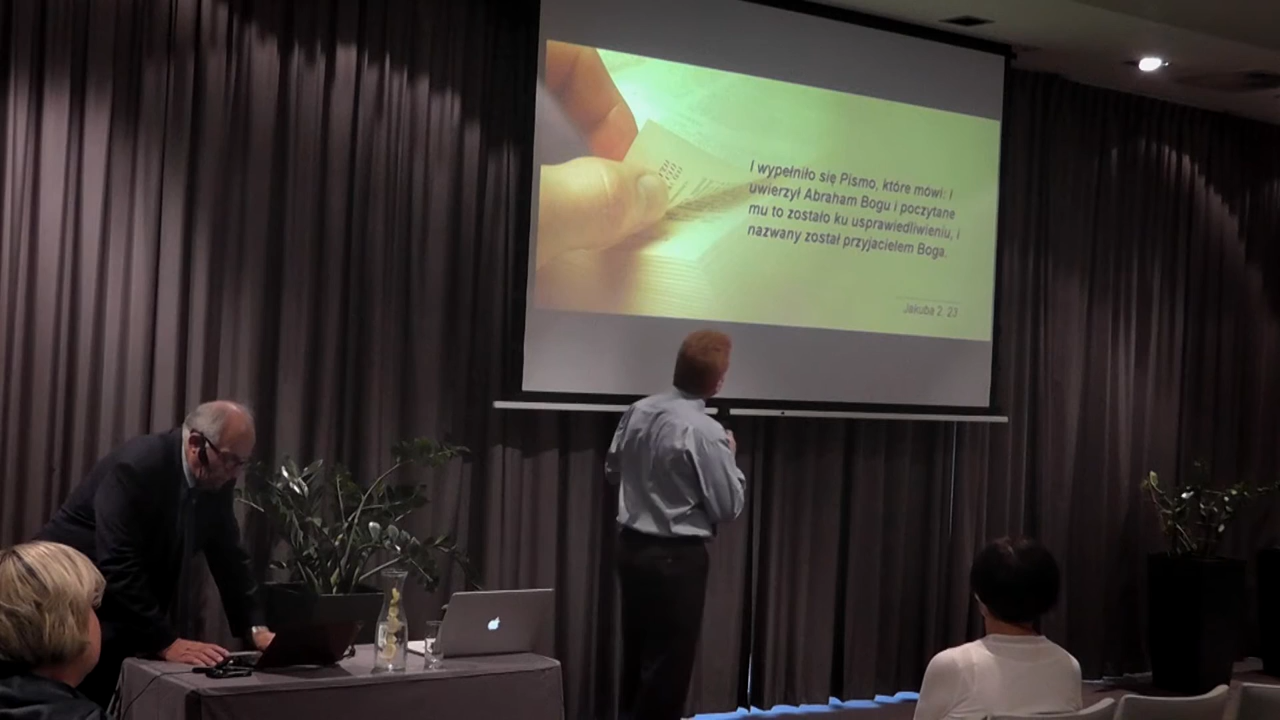 I wypełniło się Pismo, które mówi: I
uwierzył Abraham Bogu i poczytane
mu to zostało ku usprawiedliwieniu, i
nazwany został przyjacielem Boga.
Jakuba 2, 23